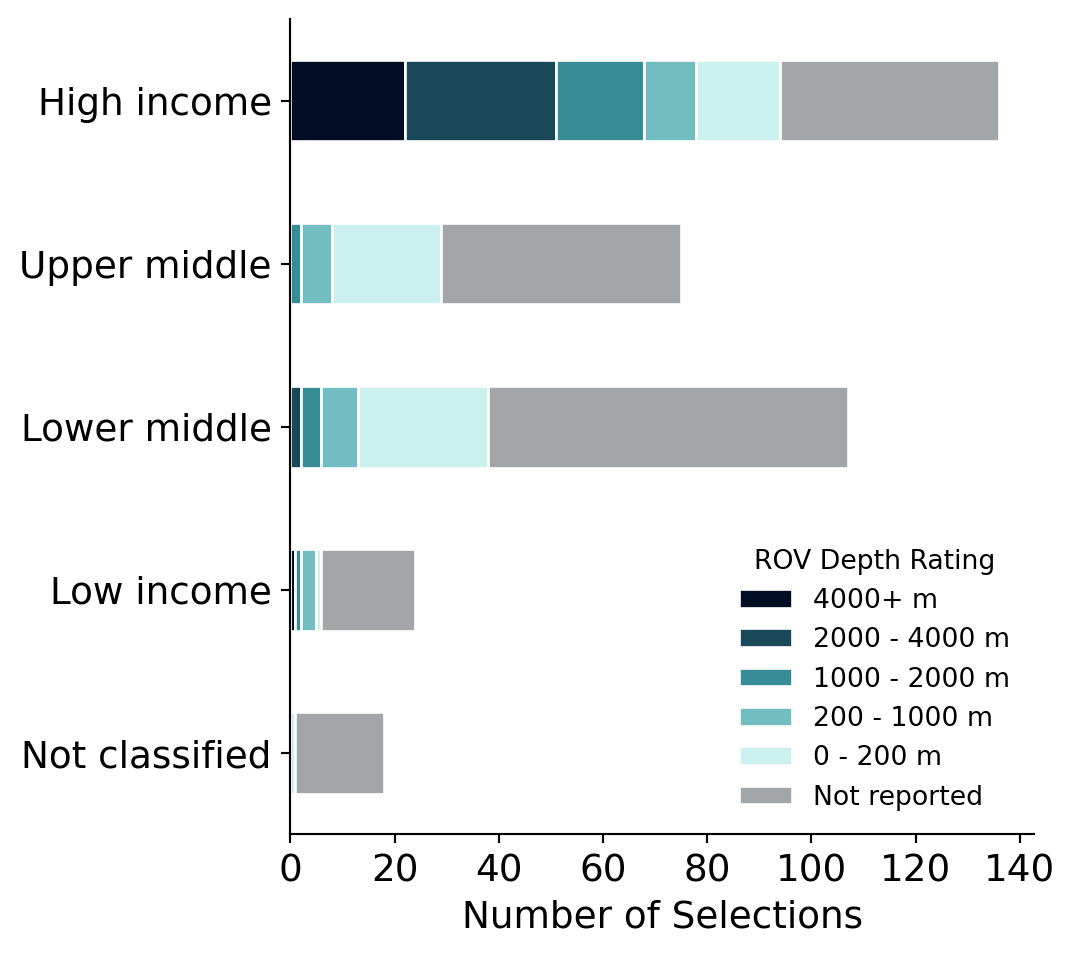 High income
Upper middle
Lower middle
Low income
Not classified
ROV Depth Rating
4000+ m
2000 - 4000 m
1000 - 2000 m
200 - 1000 m
0 - 200 m
Not reported
0 20 40 60 80 100 120 140
Number of Selections